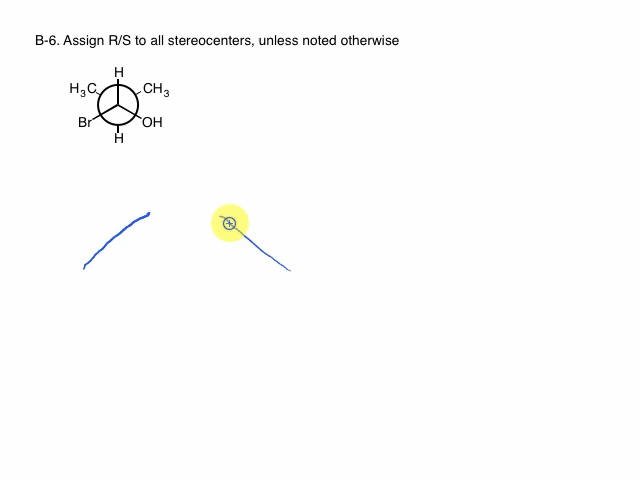 B-6. Assign R/S to all stereocenters, unless noted otherwise
H
H3C CH3
Br OH
H